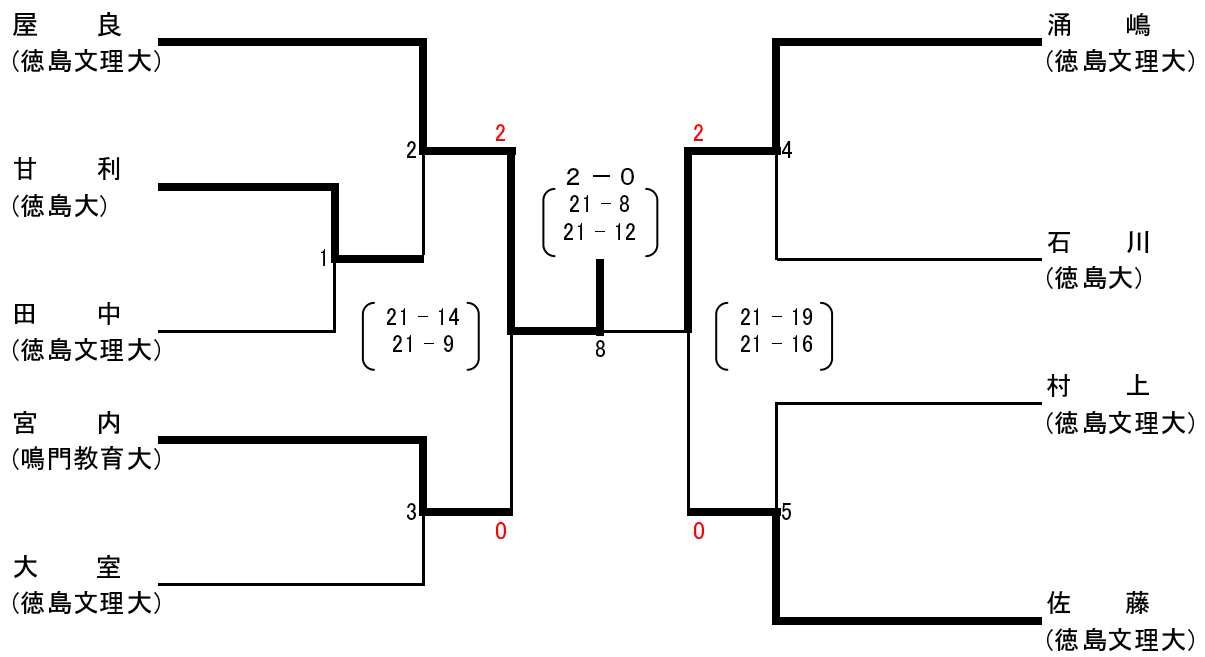 屋　良
(徳島文理大)
甘　利
(徳島大)
田　中
(徳島文理大)
宮　内
(鳴門教育大)
大　室
(徳島文理大)
2
1
3
2
0
21 － 14
21 － 9
２－０
21 － 8
21 － 12
8
2
0
21 － 19
21 － 16
4
5
涌　嶋
(徳島文理大)
石　川
(徳島大)
村　上
(徳島文理大)
佐　藤
(徳島文理大)